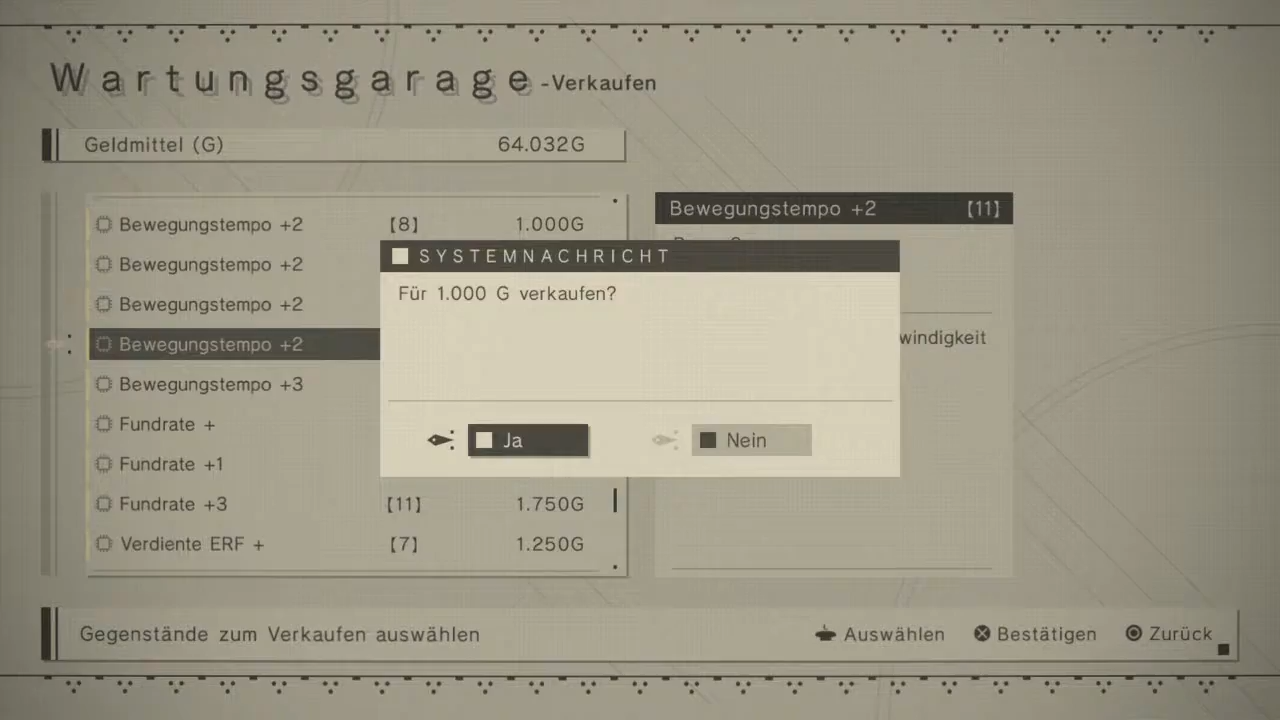 Wartungsgarage -Verkaufen
Geldmittel (G) 64.032G
Bewegungstempo +2 【8】 1.000G
Bewegungstempo +2
Bewegungstempo +2
Bewegungstempo +2
Bewegungstempo +3
Fundrate +
Fundrate +1
Fundrate +3 【11】 1.750G
Verdiente ERF + 【7】 1.250G
Bewegungstempo +2 【11】
windigkeit
SYSTEMNACHRICHT
Für 1.000 G verkaufen?
Ja Nein
Gegenstände zum Verkaufen auswählen
Auswählen Bestätigen Zurück